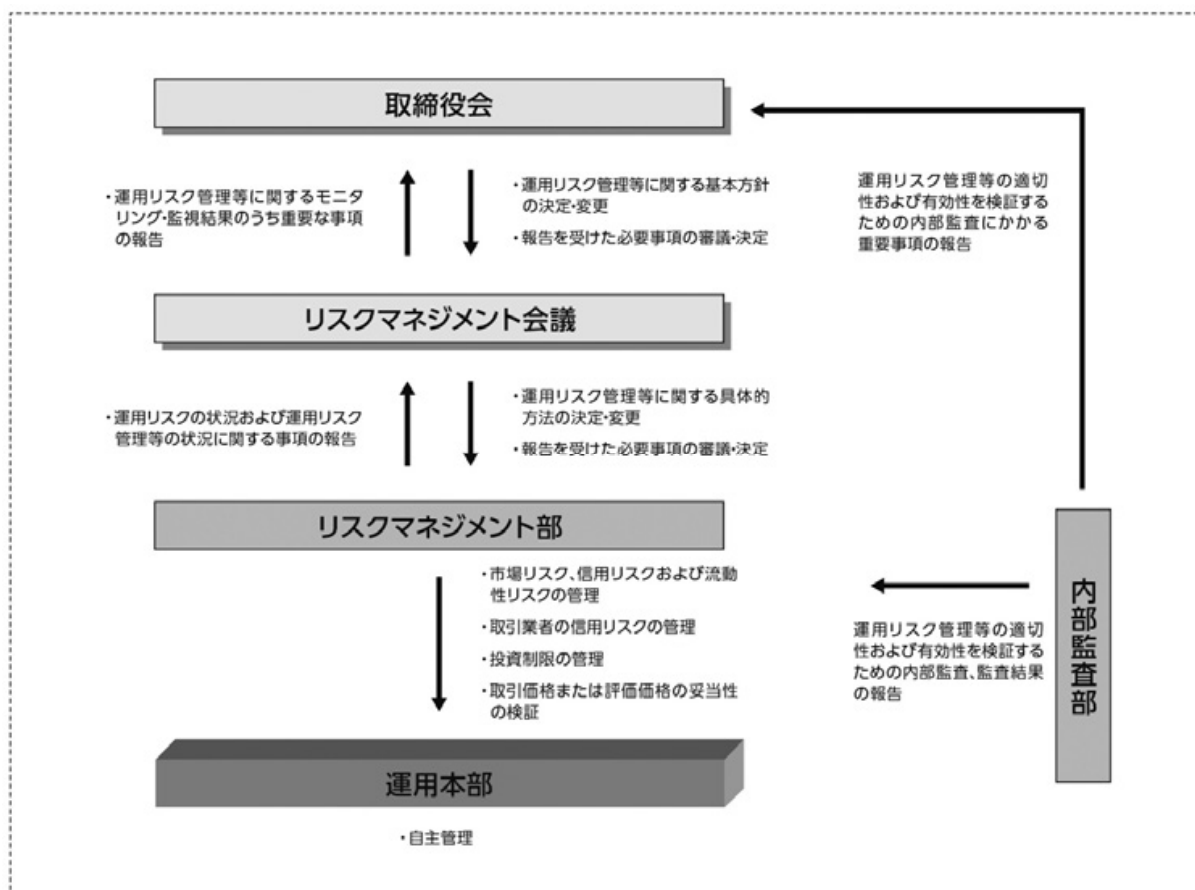 取締役会
・運用リスク管理等に関するモニタ
リング・監視結果のうち重要な事項
の報告
・運用リスク管理等に関する基本方針
の決定・変更
・報告を受けた必要事項の審議・決定
運用リスク管理等の適切
性および有効性を検証する
ための内部監査にかかる
重要事項の報告
リスクマネジメント会議
・運用リスクの状況および運用リスク
管理等の状況に関する事項の報告
・運用リスク管理等に関する具体的
方法の決定・変更
・報告を受けた必要事項の審議・決定
リスクマネジメント部
・市場リスク、信用リスクおよび流動
性リスクの管理
・取引業者の信用リスクの管理
・投資制限の管理
・取引価格または評価価格の妥当性
の検証
運用リスク管理等の適切
性および有効性を検証する
ための内部監査、監査結果
の報告
内部監査部
運用本部
・自主管理